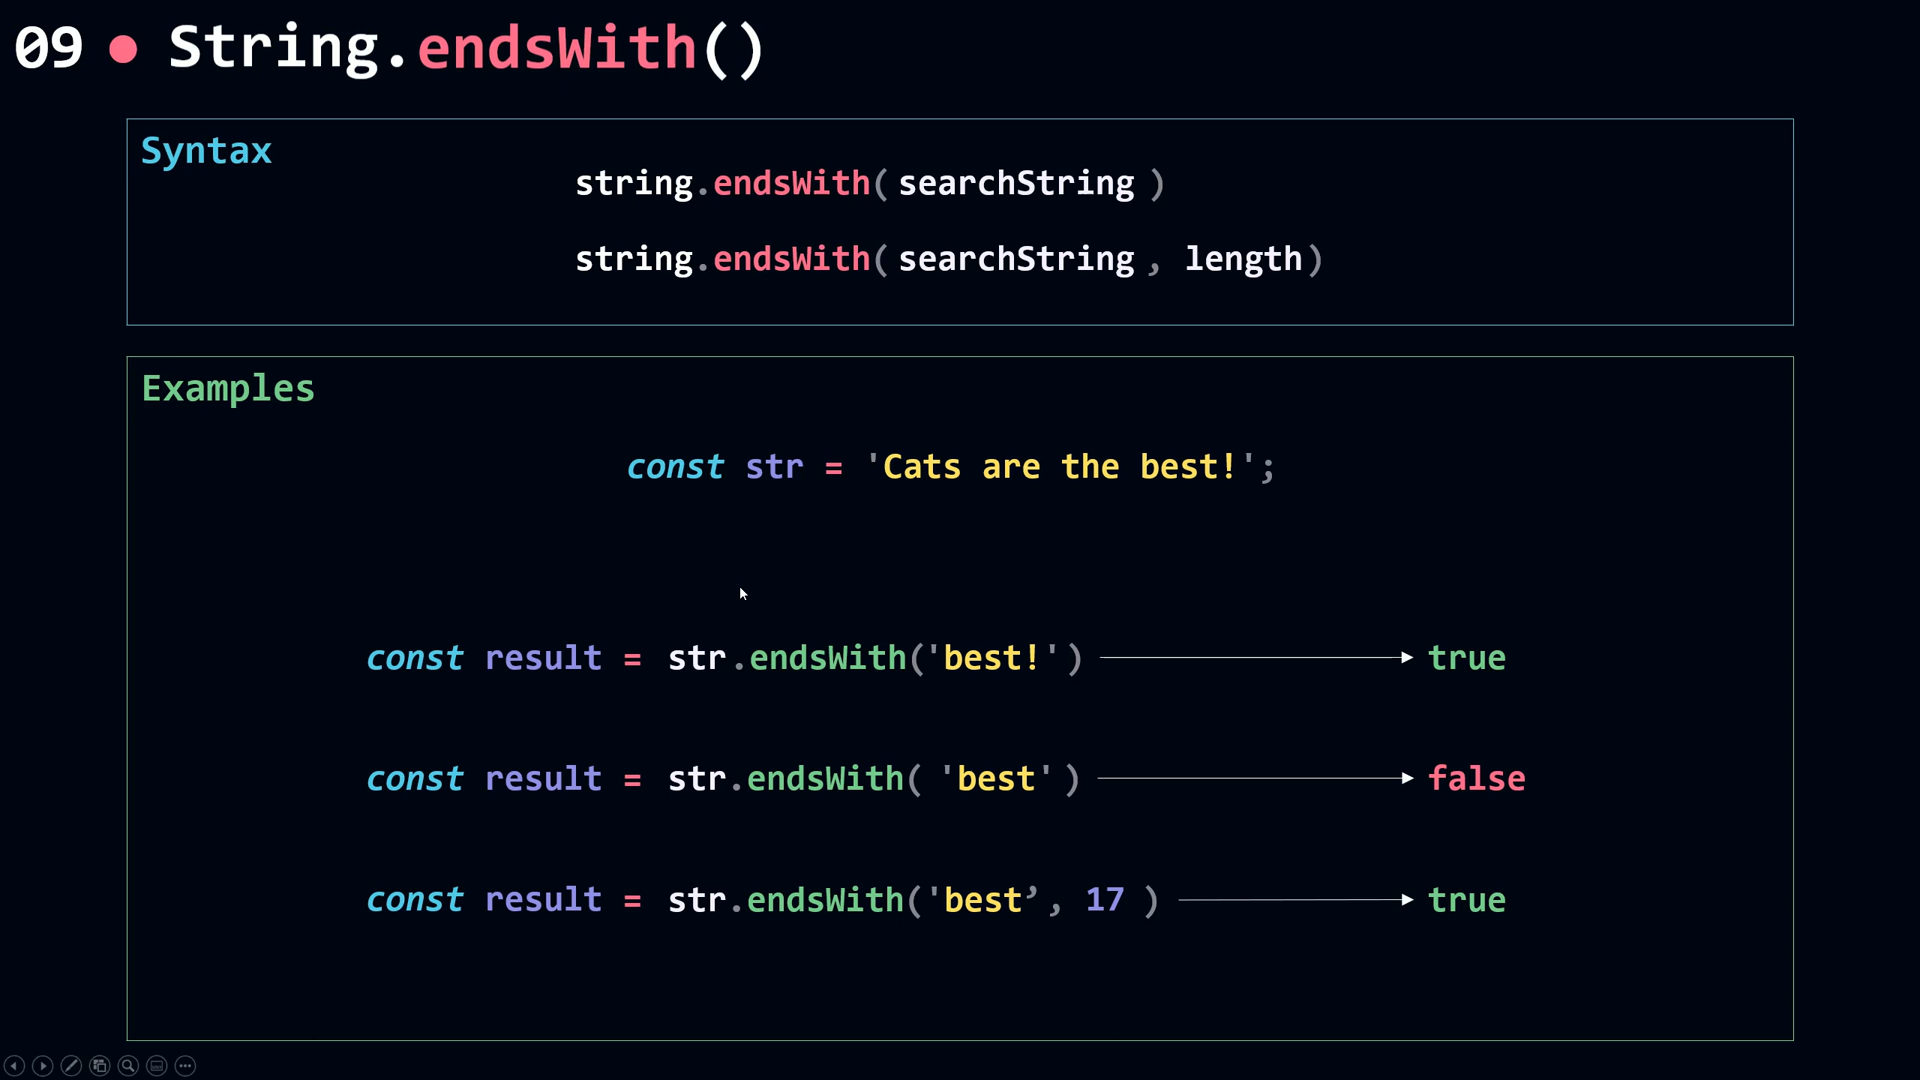 09 ● String.endsWith()
Syntax
string.endsWith( searchString )
string.endsWith( searchString , length)
Examples
const str = 'Cats are the best!';
const result = str.endsWith('best!') true
const result = str.endsWith( 'best' ) false
const result = str.endsWith('best’, 17 ) true